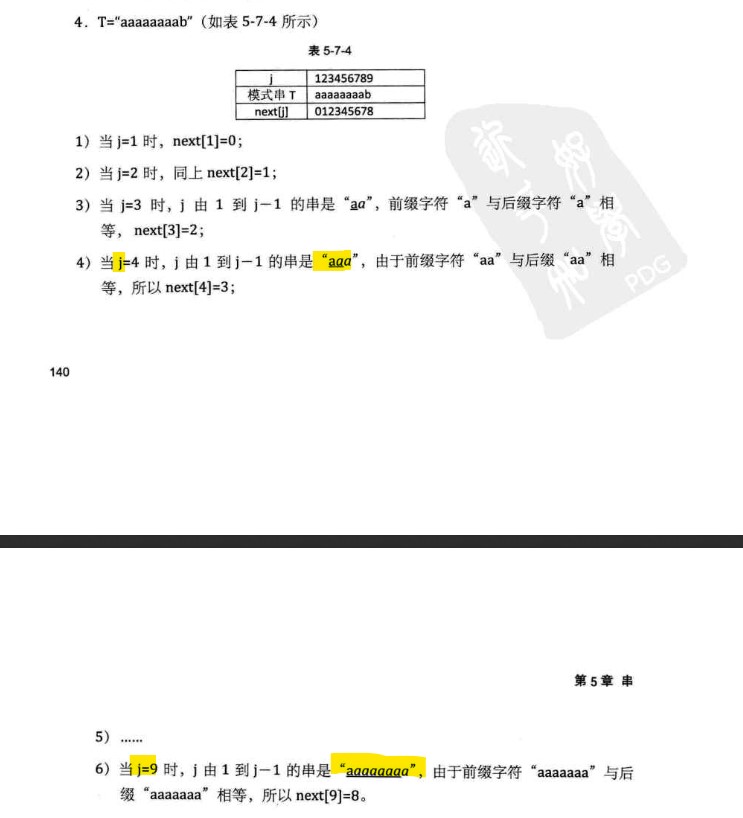 4．T="aaaaaaaab"（如表 5-7-4 所示）
表 5-7-4
j 123456789
模式串 T aaaaaaaab
next[j] 012345678
1）当 j=1 时，next[1]=0；
2）当 j=2 时，同上 next[2]=1；
3）当 j=3 时，j 由 1 到 j－1 的串是“aa”，前缀字符“a”与后缀字符“a”相
等， next[3]=2；
4）当 j=4 时，j 由 1 到 j－1 的串是“aaa”，由于前缀字符“aa”与后缀“aa”相
等，所以 next[4]=3；
PDG
140
第 5 章 串
5）……
6）当 j=9 时，j 由 1 到 j－1 的串是“aaaaaaaa”，由于前缀字符“aaaaaaa”与后
缀“aaaaaaa”相等，所以 next[9]=8。